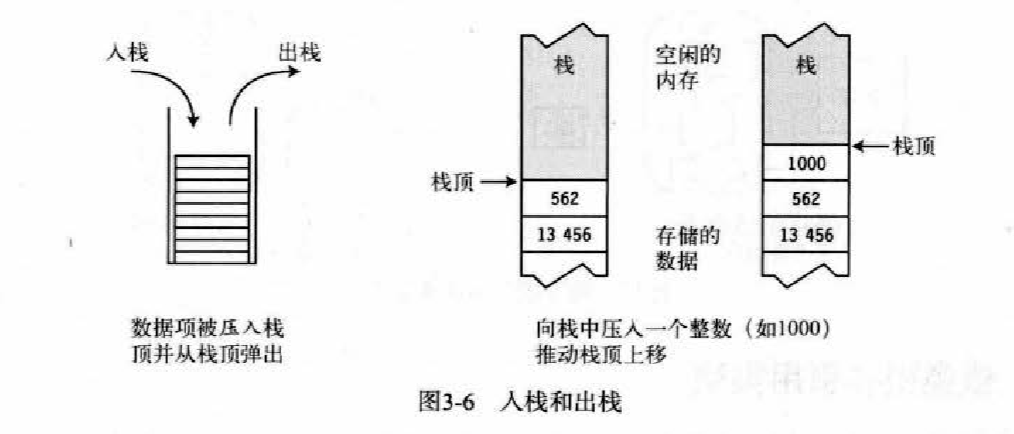 入栈
出栈
数据项被压入栈
顶并从栈顶弹出
栈
栈顶
562
13 456
空闲的
内存
存储的
数据
栈
栈顶
1000
562
13 456
向栈中压入一个整数（如1000）
推动栈顶上移
图3-6 入栈和出栈